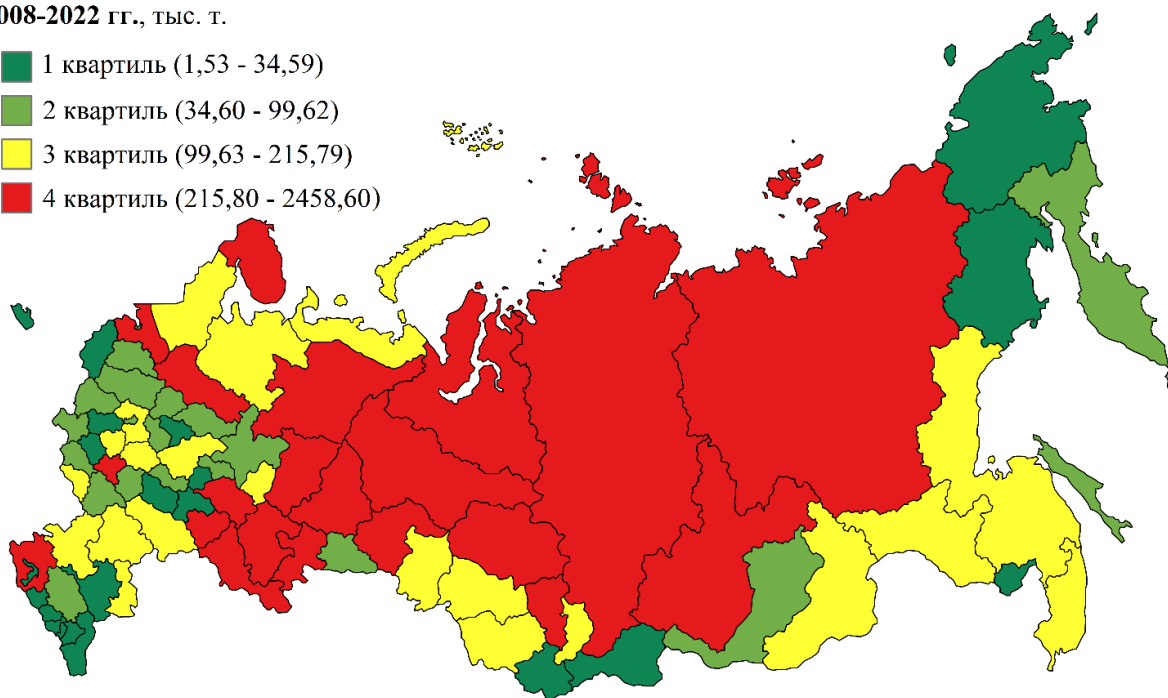 008-2022 гг., тыс. т.
1 квартиль (1,53 - 34,59)
2 квартиль (34,60 - 99,62)
3 квартиль (99,63 - 215,79)
4 квартиль (215,80 - 2458,60)